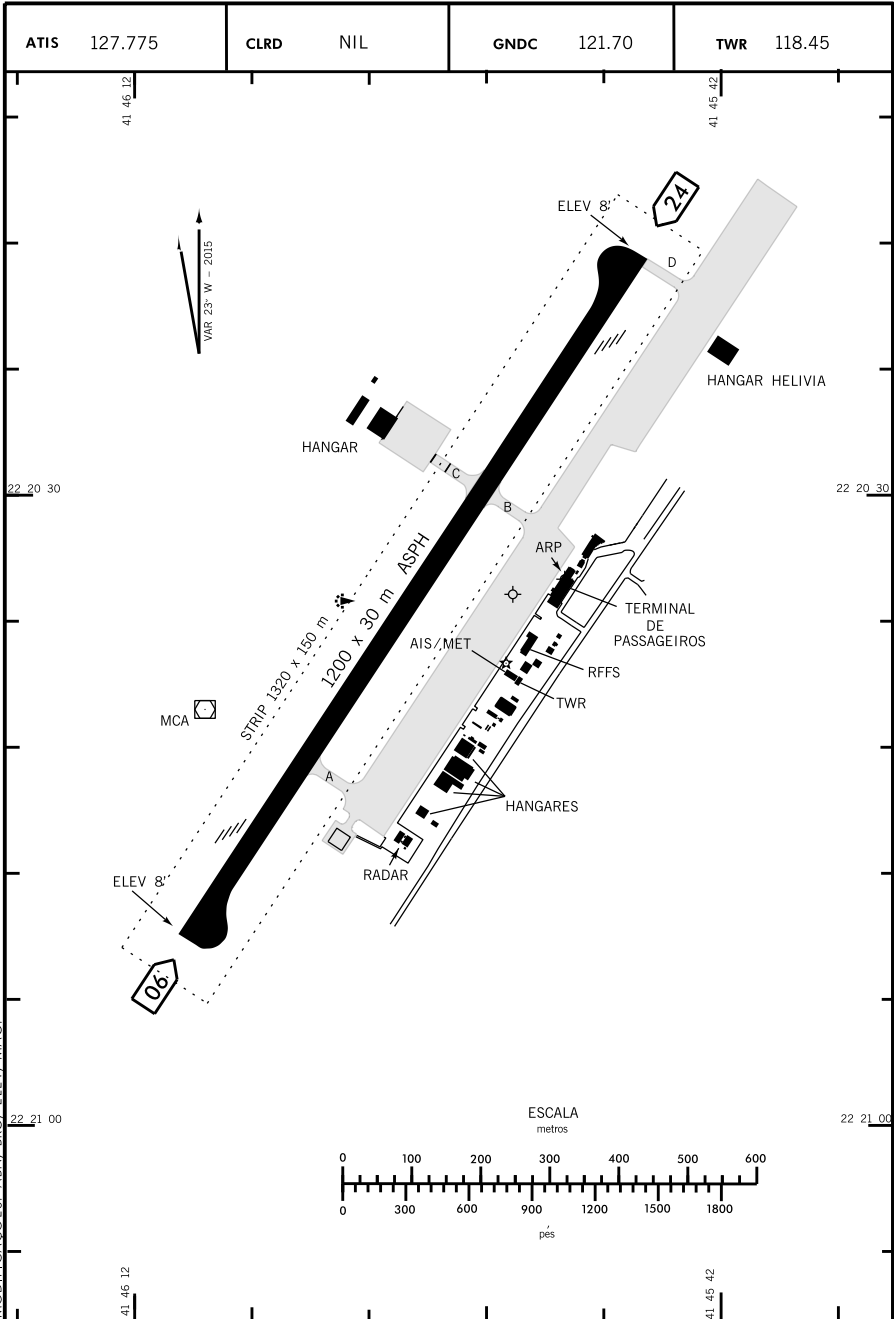 ATIS 127.775 CLRD NIL GNDC 121.70 TWR 118.45
41 46 12
41 45 42
24
ELEV 8'
D
VAR 23° W – 2015
HANGAR HELIVIA
HANGAR
C
22 20 30
22 20 30
B
ARP
ASPH
1200 x 30 m
STRIP 1320 x 150 m
TERMINAL
DE
PASSAGEIROS
AIS/MET
RFFS
TWR
MCA
A
HANGARES
RADAR
ELEV 8'
06
ESCALA
metros
22 21 00
22 21 00
0 100 200 300 400 500 600
0 300 600 900 1200 1500 1800
pés
41 46 12
41 45 42